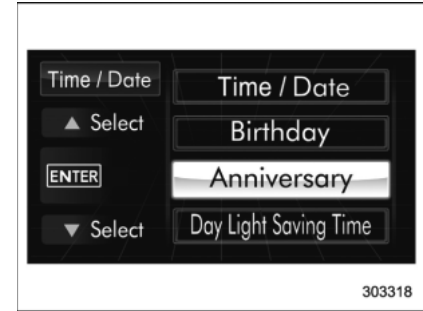 Time / Date
▲ Select
ENTER
▼ Select
Time / Date
Birthday
Anniversary
Day Light Saving Time
303318